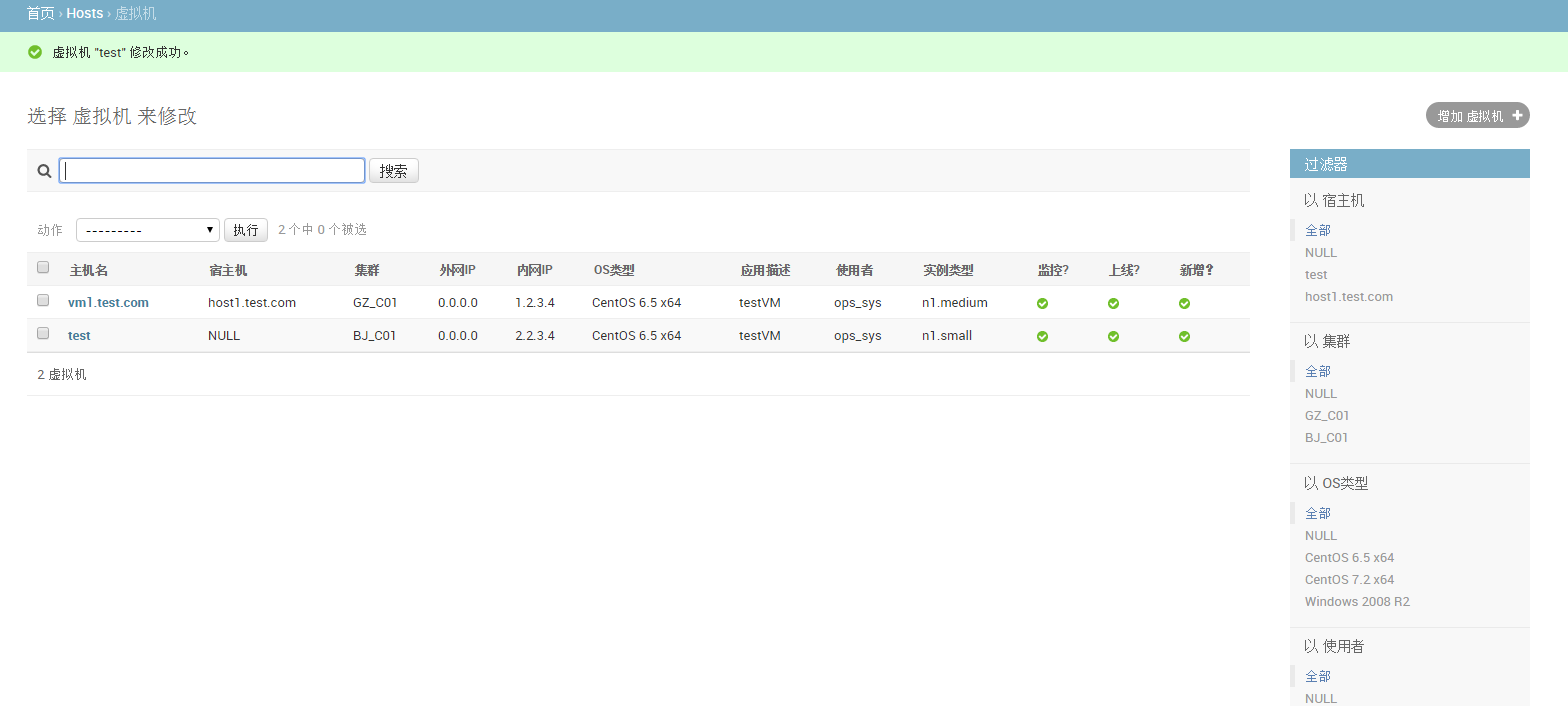 首页 › Hosts › 虚拟机
虚拟机 "test" 修改成功。
选择 虚拟机 来修改
增加 虚拟机
搜索
动作 --------- 执行 2 个中 0 个被选
主机名 宿主机 集群 外网IP 内网IP OS类型 应用描述 使用者 实例类型 监控? 上线? 新增?
vm1.test.com host1.test.com GZ_C01 0.0.0.0 1.2.3.4 CentOS 6.5 x64 testVM ops_sys n1.medium
test NULL BJ_C01 0.0.0.0 2.2.3.4 CentOS 6.5 x64 testVM ops_sys n1.small
2 虚拟机
过滤器
以 宿主机
全部
NULL
test
host1.test.com
以 集群
全部
NULL
GZ_C01
BJ_C01
以 OS类型
全部
NULL
CentOS 6.5 x64
CentOS 7.2 x64
Windows 2008 R2
以 使用者
全部
NULL